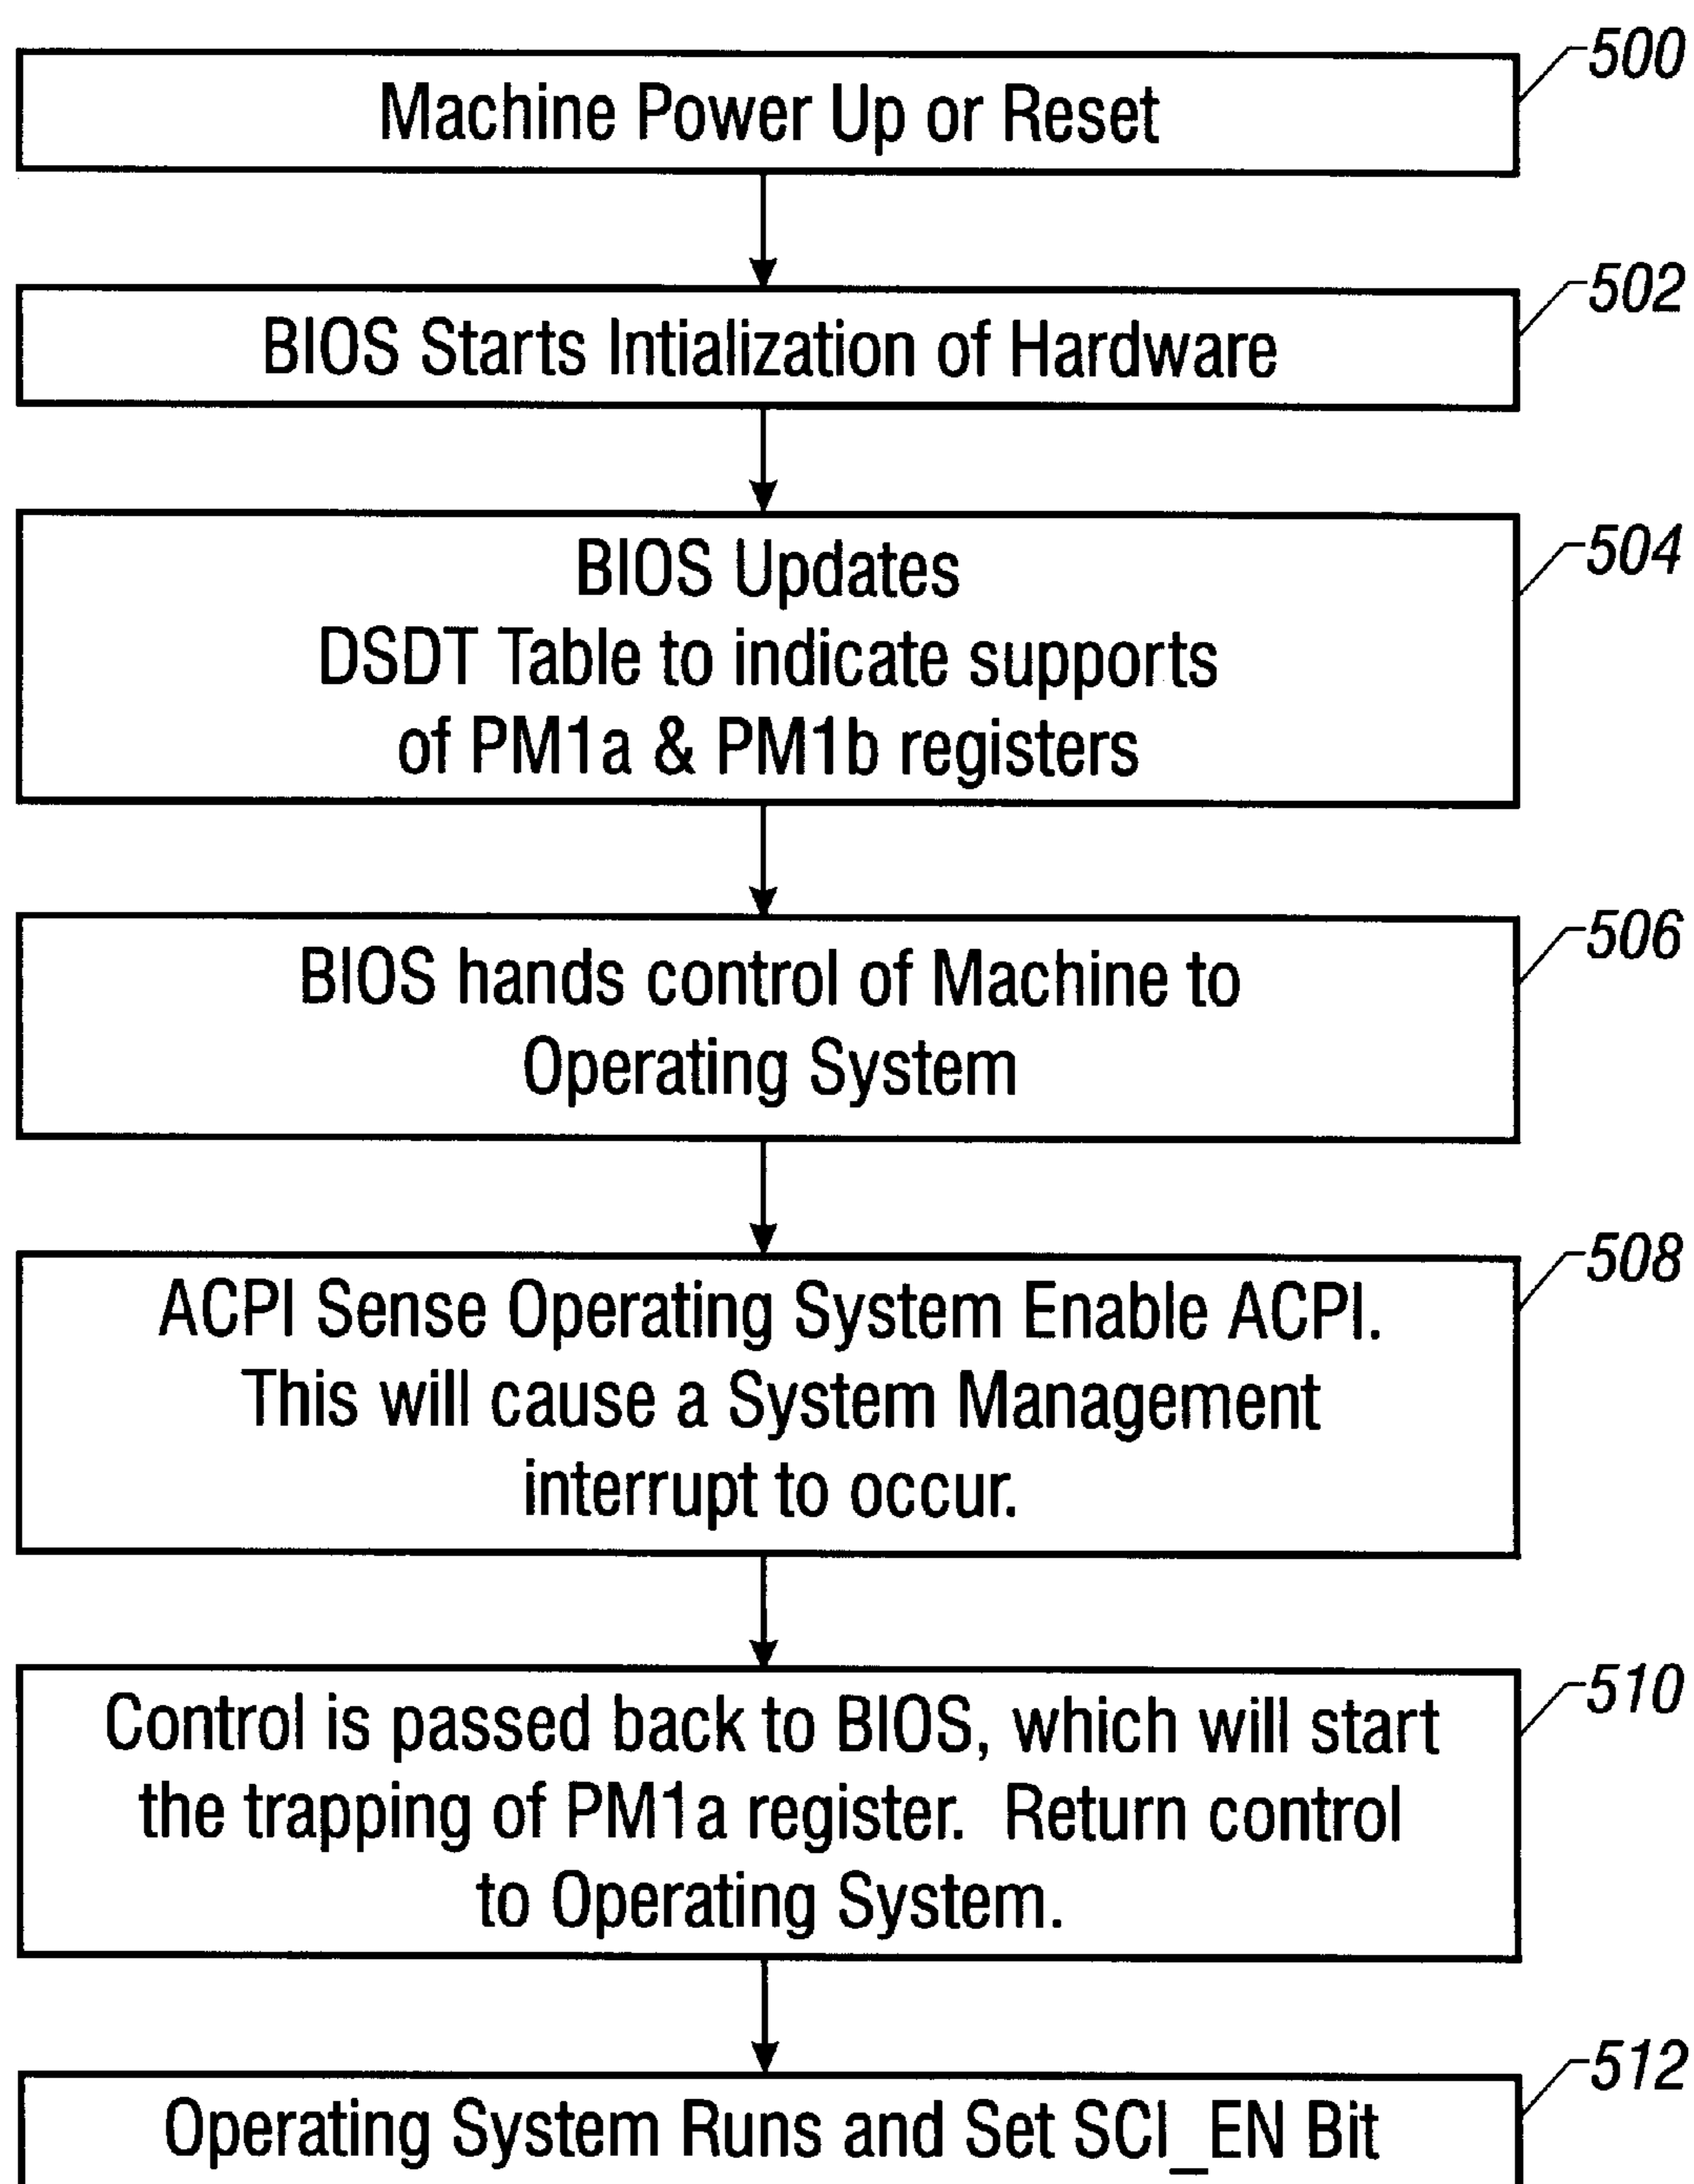 500
Machine Power Up or Reset
502
BIOS Starts Intialization of Hardware
504
BIOS Updates
DSDT Table to indicate supports
of PM1a & PM1b registers
506
BIOS hands control of Machine to
Operating System
508
ACPI Sense Operating System Enable ACPI.
This will cause a System Management
interrupt to occur.
510
Control is passed back to BIOS, which will start
the trapping of PM1a register. Return control
to Operating System.
512
Operating System Runs and Set SCI_EN Bit